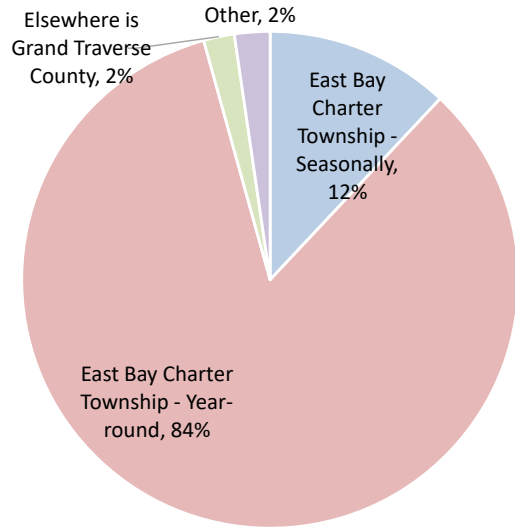 Elsewhere is
Grand Traverse
County, 2%
Other, 2%
East Bay
Charter
Township -
Seasonally,
12%
East Bay Charter
Township - Year-
round, 84%